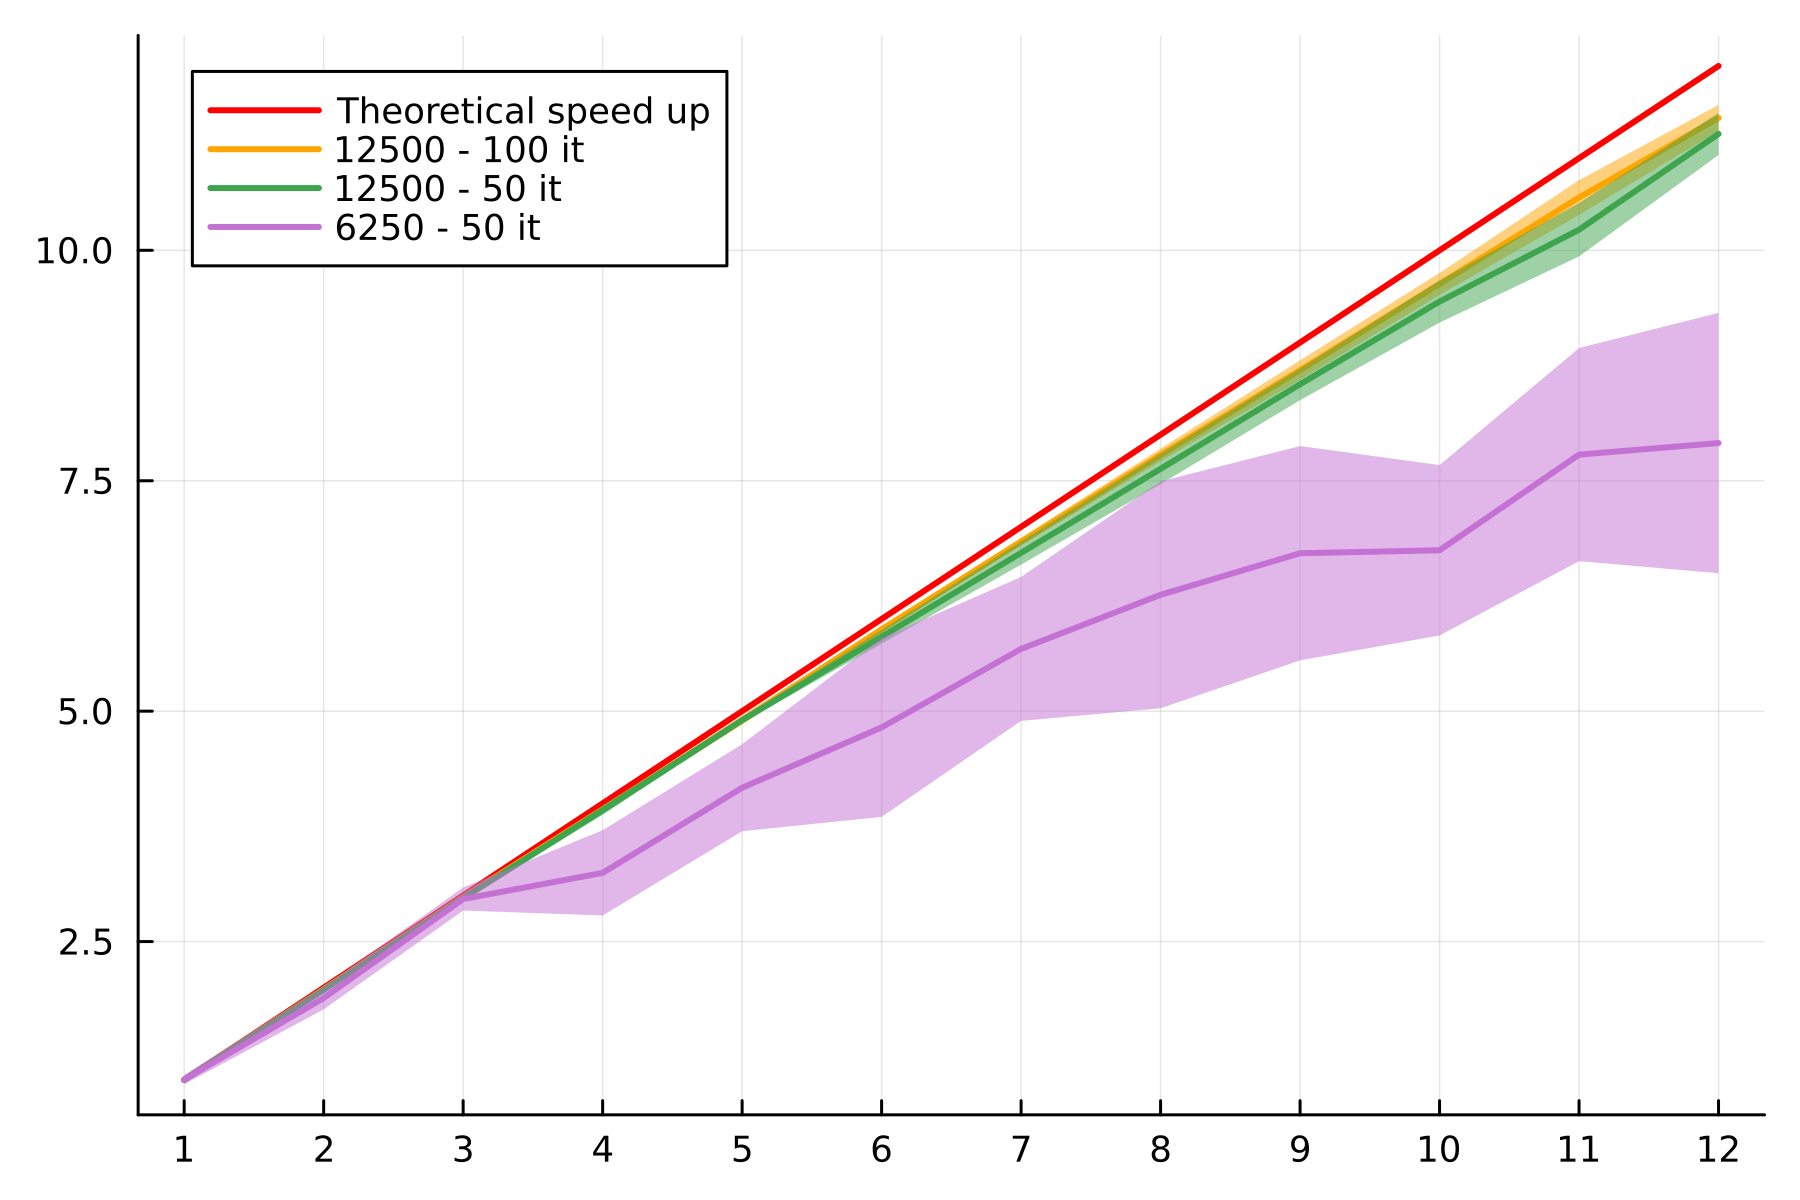 Theoretical speed up
12500 - 100 it
12500 - 50 it
6250 - 50 it
10.0
7.5
5.0
2.5
1 2 3 4 5 6 7 8 9 10 11 12